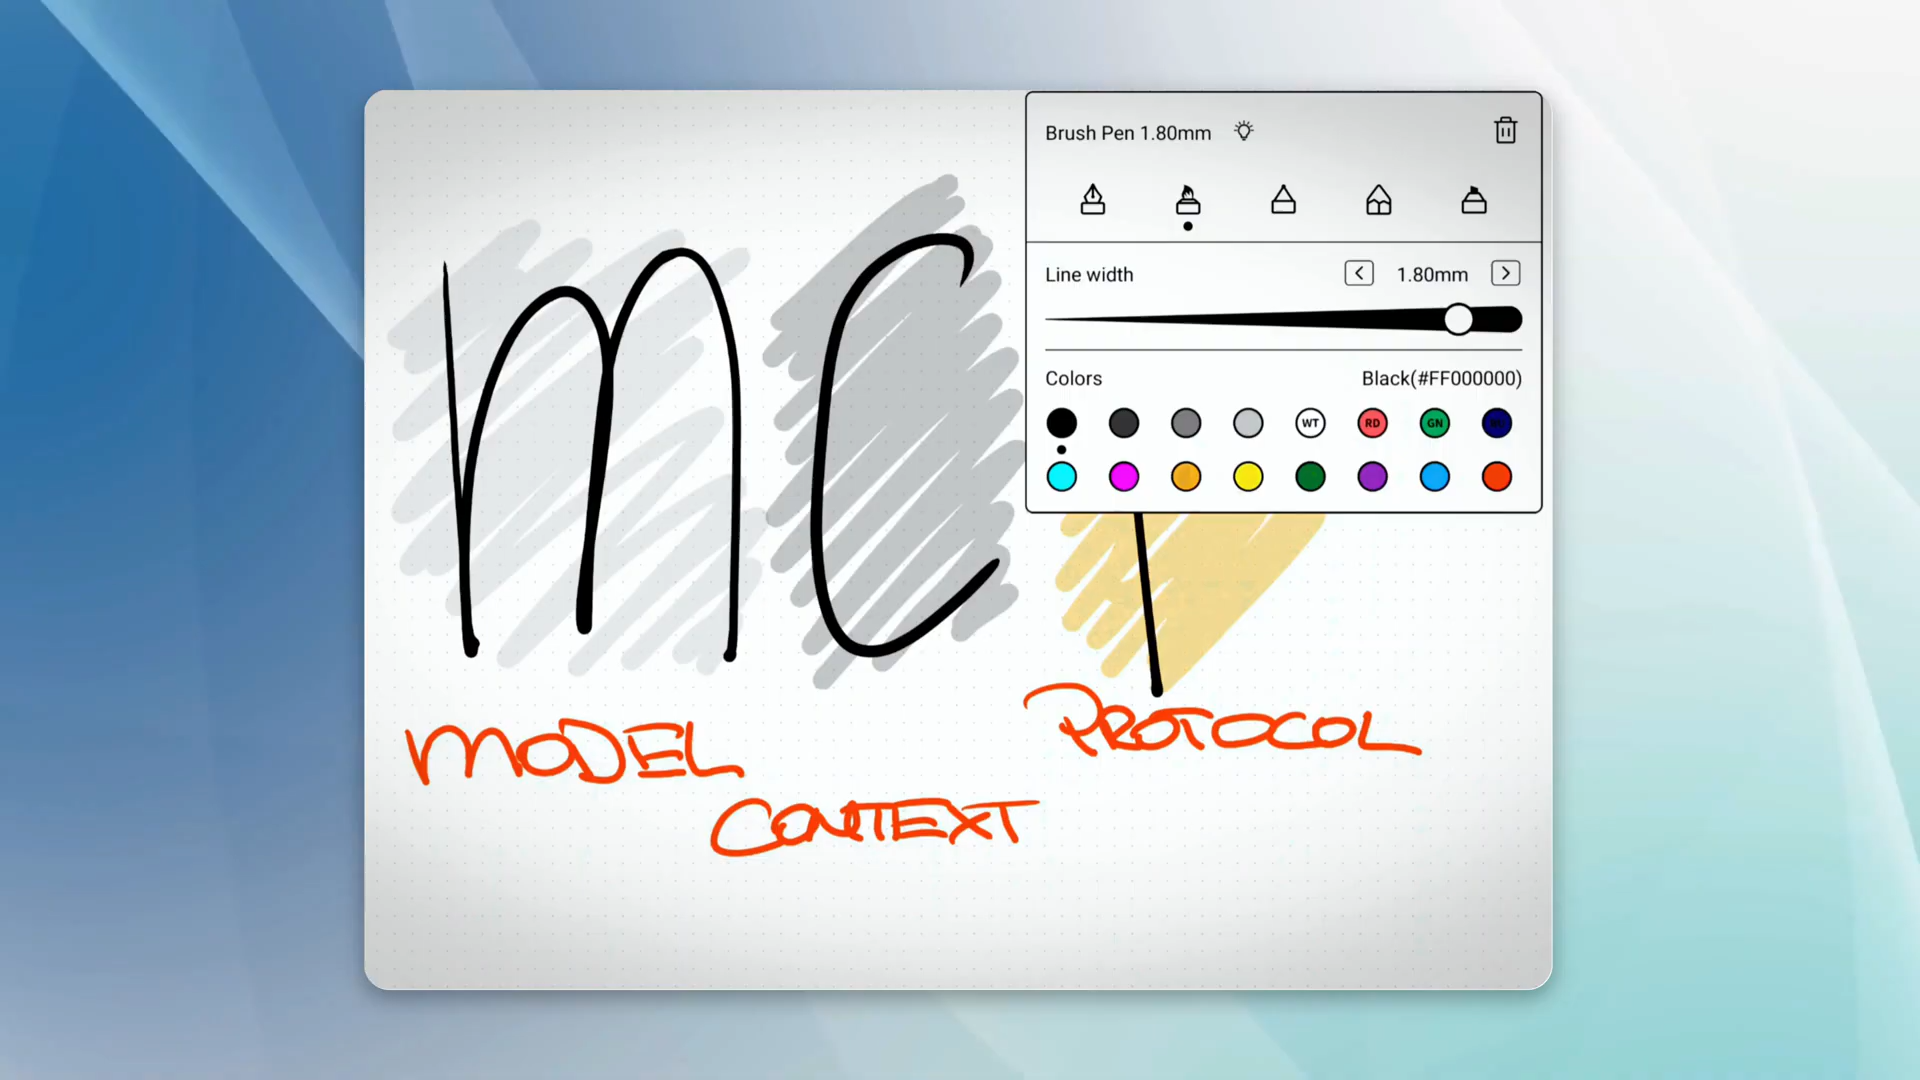 Brush Pen 1.80mm
Line width 1.80mm
Colors Black(#FF000000)
WT RD GN
mC
MODEL
PROTOCOL
CONTEXT